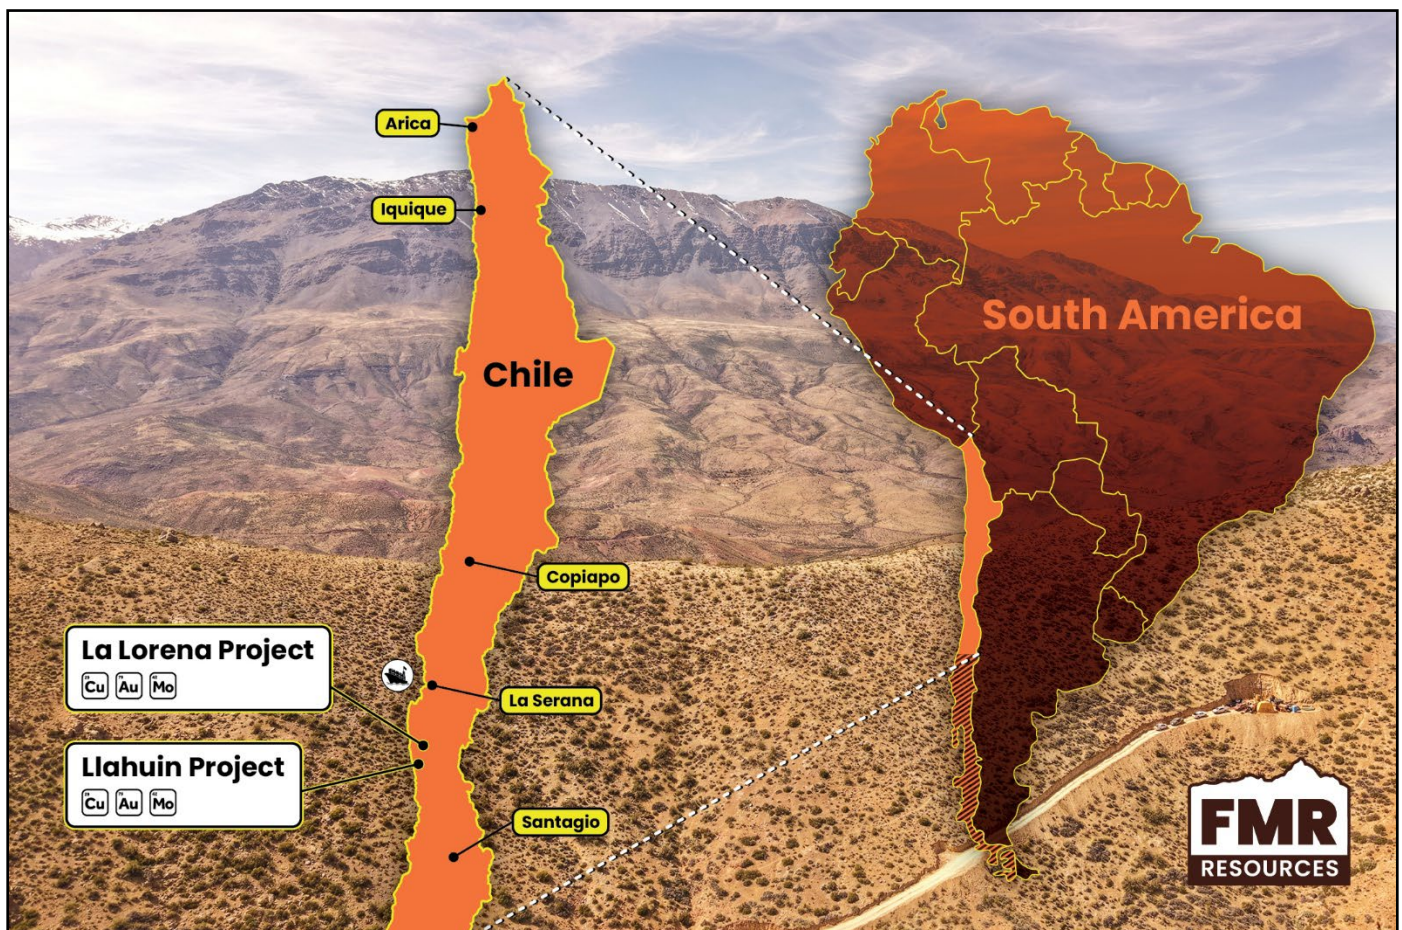 Arica
Iquique
Chile
South America
Copiapo
La Lorena Project
Cu Au Mo
La Serana
Llahuin Project
Cu Au Mo
Santagio
FMR
RESOURCES